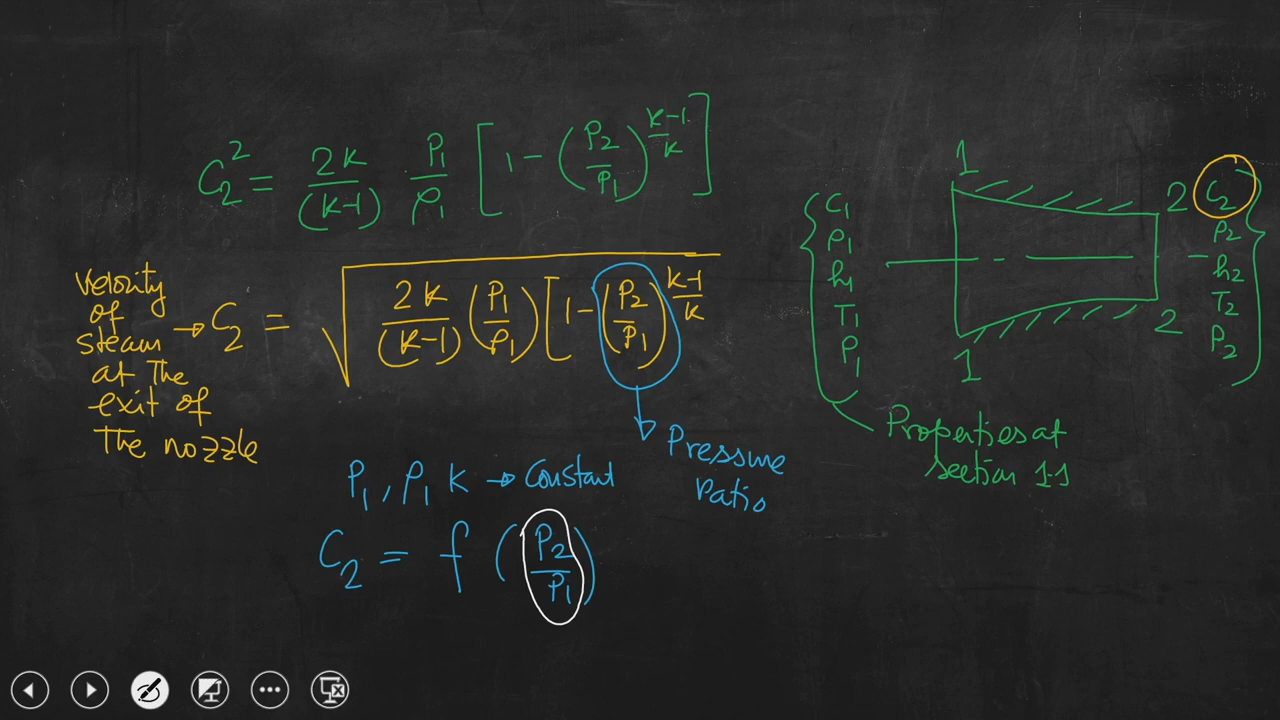 C₂² = 2K/(K-1) P₁/ρ₁ [1 - (P₂/P₁)^(K-1/K)]
Velosity
of
steam → C₂ = √(2K/(K-1) (P₁/ρ₁) [1 - (P₂/P₁)^(K-1/K))
at The
exit of
The nozzle
Pressure
ratio
P₁, ρ₁ K → Constant
C₂ = f (P₂/P₁)
1
C₁
ρ₁
h₁
T₁
P₁
1
2 C₂
ρ₂
h₂
T₂
P₂
2
Properties at
section 1-1